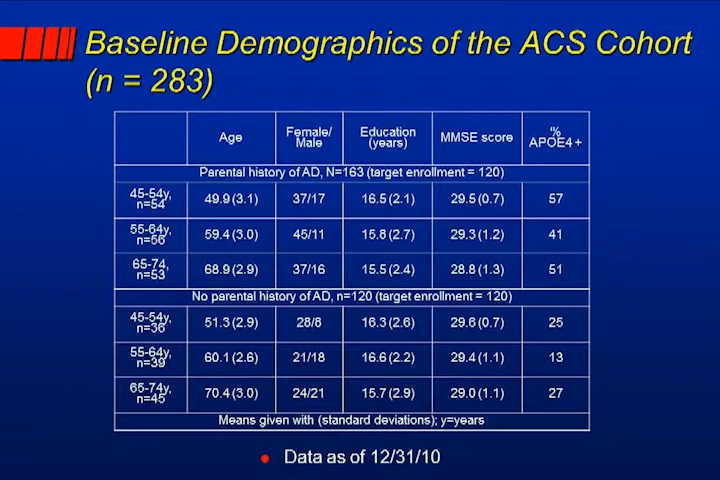 Baseline Demographics of the ACS Cohort
(n = 283)
Age Female/Male Education (years) MMSE score % APOE4 +
Parental history of AD, N=163 (target enrollment = 120)
45-54y, n=54 49.9 (3.1) 37/17 16.5 (2.1) 29.5 (0.7) 57
55-64y, n=56 59.4 (3.0) 45/11 15.8 (2.7) 29.3 (1.2) 41
65-74, n=53 68.9 (2.9) 37/16 15.5 (2.4) 28.8 (1.3) 51
No parental history of AD, n=120 (target enrollment = 120)
45-54y, n=36 51.3 (2.9) 28/8 16.3 (2.6) 29.6 (0.7) 25
55-64y, n=39 60.1 (2.6) 21/18 16.6 (2.2) 29.4 (1.1) 13
65-74y, n=45 70.4 (3.0) 24/21 15.7 (2.9) 29.0 (1.1) 27
Means given with (standard deviations); y=years
Data as of 12/31/10